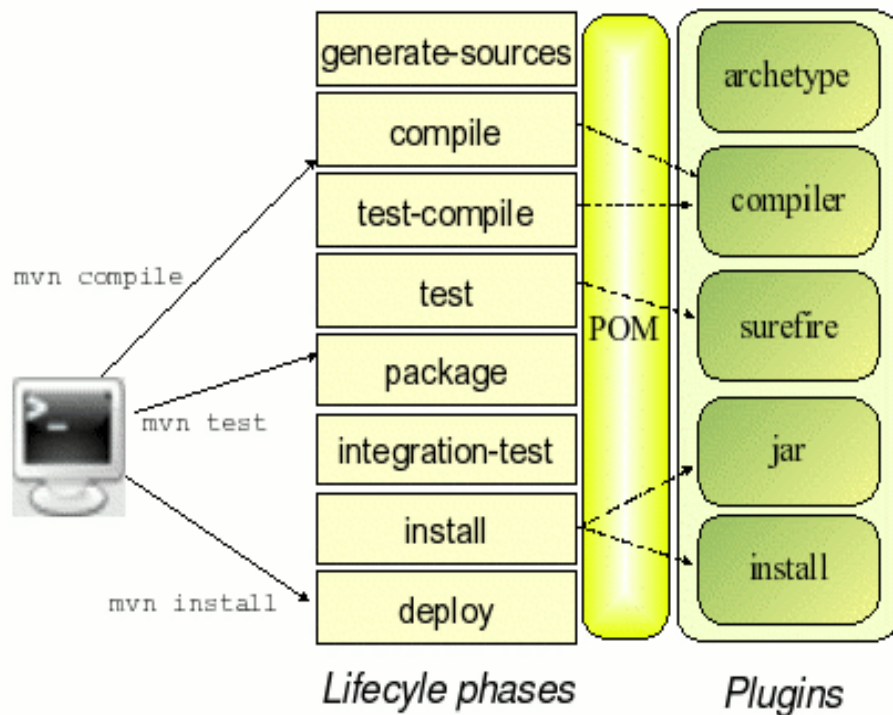 generate-sources
compile
test-compile
test
package
integration-test
install
deploy
mvn compile
mvn test
mvn install
>_
POM
archetype
compiler
surefire
jar
install
Lifecyle phases
Plugins